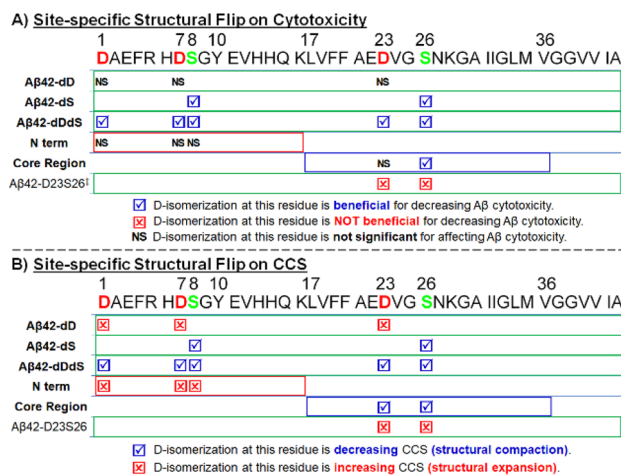 A) Site-specific Structural Flip on Cytotoxicity
1 78 10 17 23 26 36
DAEFR HDSGY EVHHQ KLVFF AEDVG SNKGA IIGLM VGGVV IA
Aβ42-dD NS NS NS
Aβ42-dS ☑ ☑
Aβ42-dDdS ☑ ☑ ☑ ☑ ☑
N term NS NS NS
Core Region NS ☑
Aβ42-D23S26‡ ☒ ☒
☑ D-isomerization at this residue is beneficial for decreasing Aβ cytotoxicity.
☒ D-isomerization at this residue is NOT beneficial for decreasing Aβ cytotoxicity.
NS D-isomerization at this residue is not significant for affecting Aβ cytotoxicity.
B) Site-specific Structural Flip on CCS
1 78 10 17 23 26 36
DAEFR HDSGY EVHHQ KLVFF AEDVG SNKGA IIGLM VGGVV IA
Aβ42-dD ☒ ☒ ☒
Aβ42-dS ☑ ☑
Aβ42-dDdS ☑ ☑ ☑ ☑ ☑
N term ☒ ☒ ☒
Core Region ☑ ☑
Aβ42-D23S26 ☒ ☒
☑ D-isomerization at this residue is decreasing CCS (structural compaction).
☒ D-isomerization at this residue is increasing CCS (structural expansion).